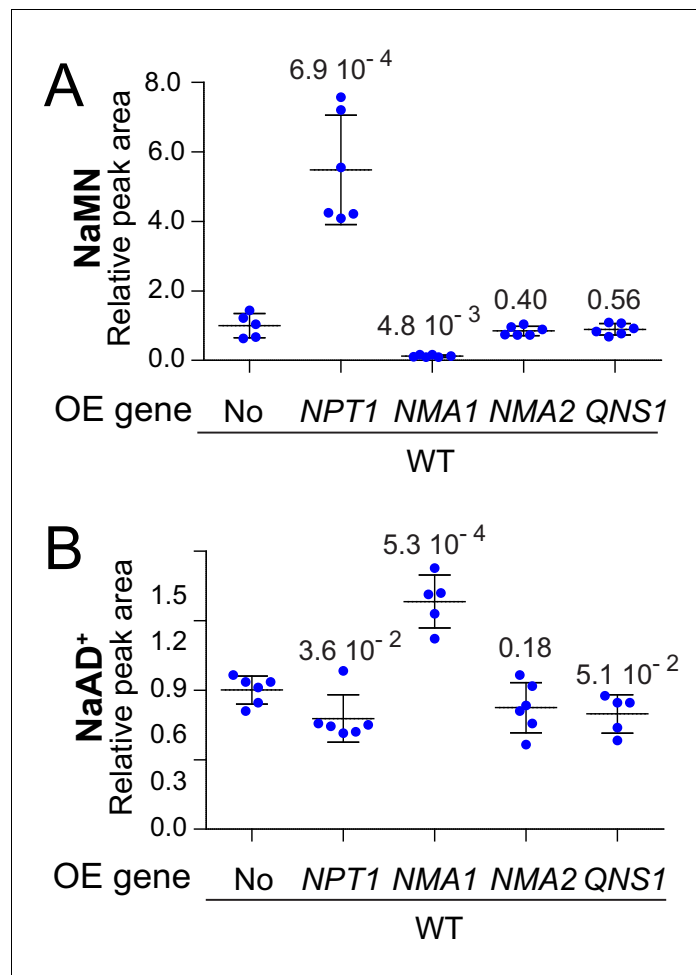 A
NaMN
Relative peak area
8.0
6.0
4.0
2.0
0.0
6.9 10⁻⁴
4.8 10⁻³
0.40
0.56
OE gene No NPT1 NMA1 NMA2 QNS1
WT
B
NaAD⁺
Relative peak area
1.5
1.2
0.9
0.6
0.3
0.0
3.6 10⁻²
5.3 10⁻⁴
0.18
5.1 10⁻²
OE gene No NPT1 NMA1 NMA2 QNS1
WT